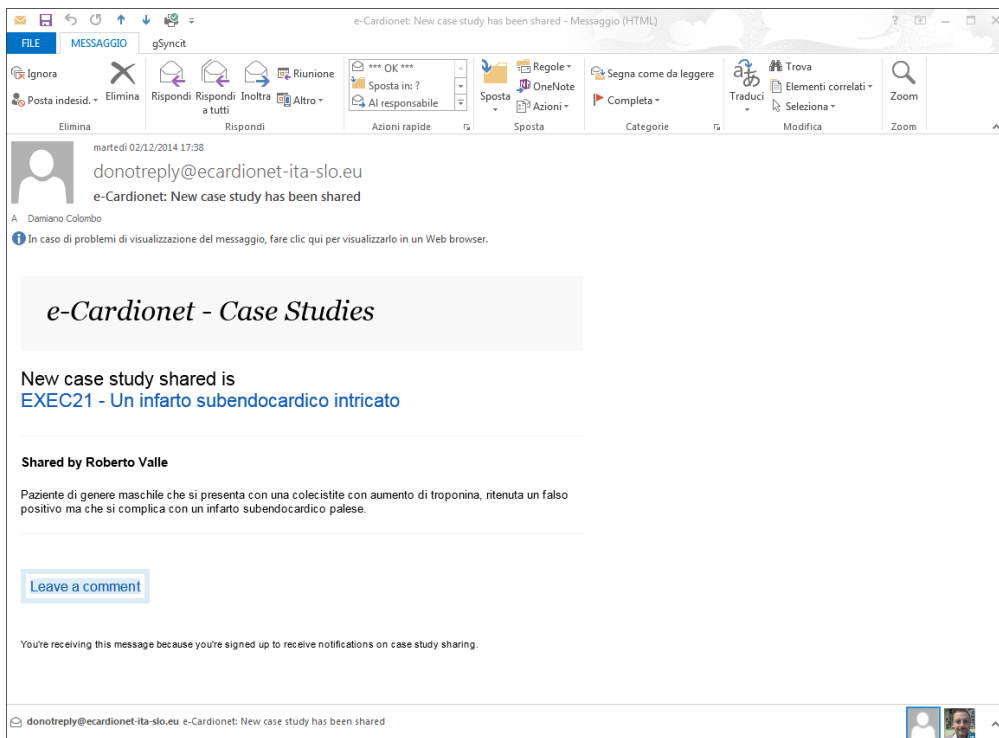 e-Cardionet: New case study has been shared - Messaggio (HTML)
FILE MESSAGGIO gSyncit
Ignora
Posta indesid.
Elimina
Rispondi
Rispondi a tutti
Inoltra
Riunione
Altro
*** OK ***
Sposta in: ?
Al responsabile
Sposta
Regole
OneNote
Azioni
Segna come da leggere
Completa
Traduci
Trova
Elementi correlati
Seleziona
Zoom
Elimina Rispondi Azioni rapide Sposta Categorie Modifica Zoom
martedì 02/12/2014 17:38
donotreply@ecardionet-ita-slo.eu
e-Cardionet: New case study has been shared
A Damiano Colombo
In caso di problemi di visualizzazione del messaggio, fare clic qui per visualizzarlo in un Web browser.
e-Cardionet - Case Studies
New case study shared is
EXEC21 - Un infarto subendocardico intricato
Shared by Roberto Valle
Paziente di genere maschile che si presenta con una colecistite con aumento di troponina, ritenuta un falso
positivo ma che si complica con un infarto subendocardico palese.
Leave a comment
You're receiving this message because you're signed up to receive notifications on case study sharing.
donotreply@ecardionet-ita-slo.eu e-Cardionet: New case study has been shared